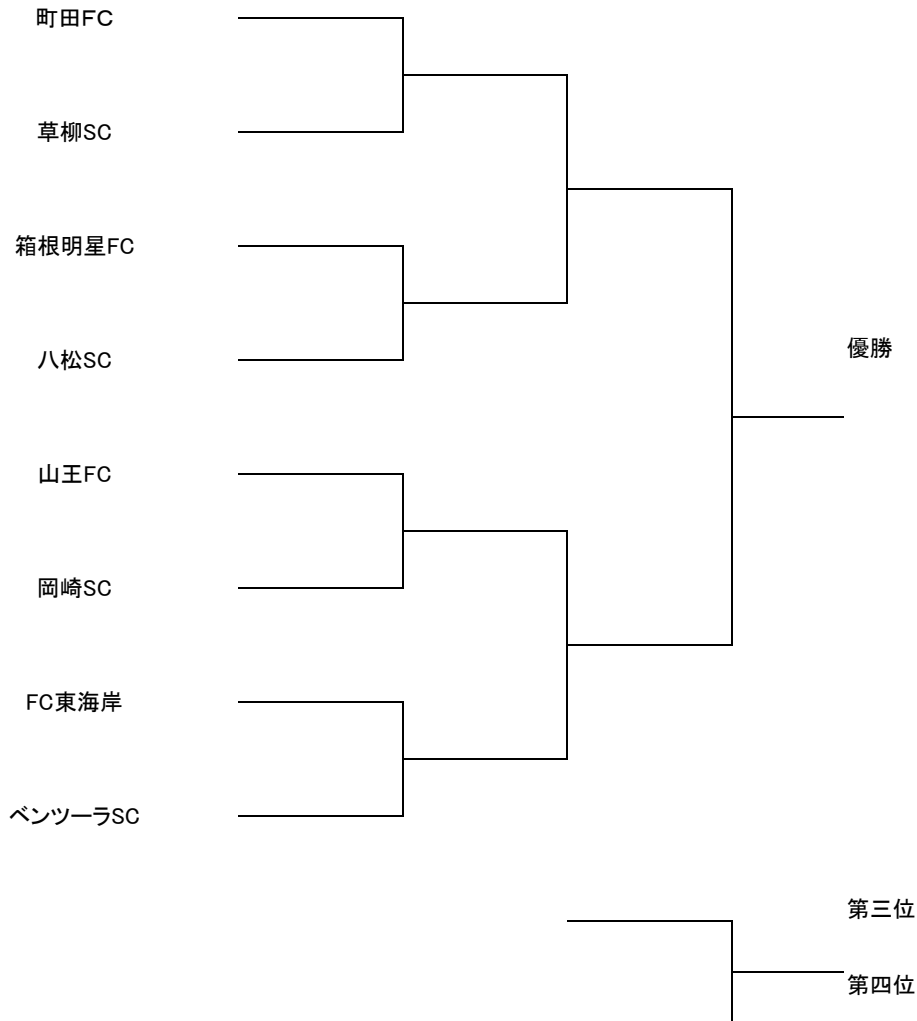 町田FC
草柳SC
箱根明星FC
八松SC
優勝
山王FC
岡崎SC
FC東海岸
ベンツーラSC
第三位
第四位